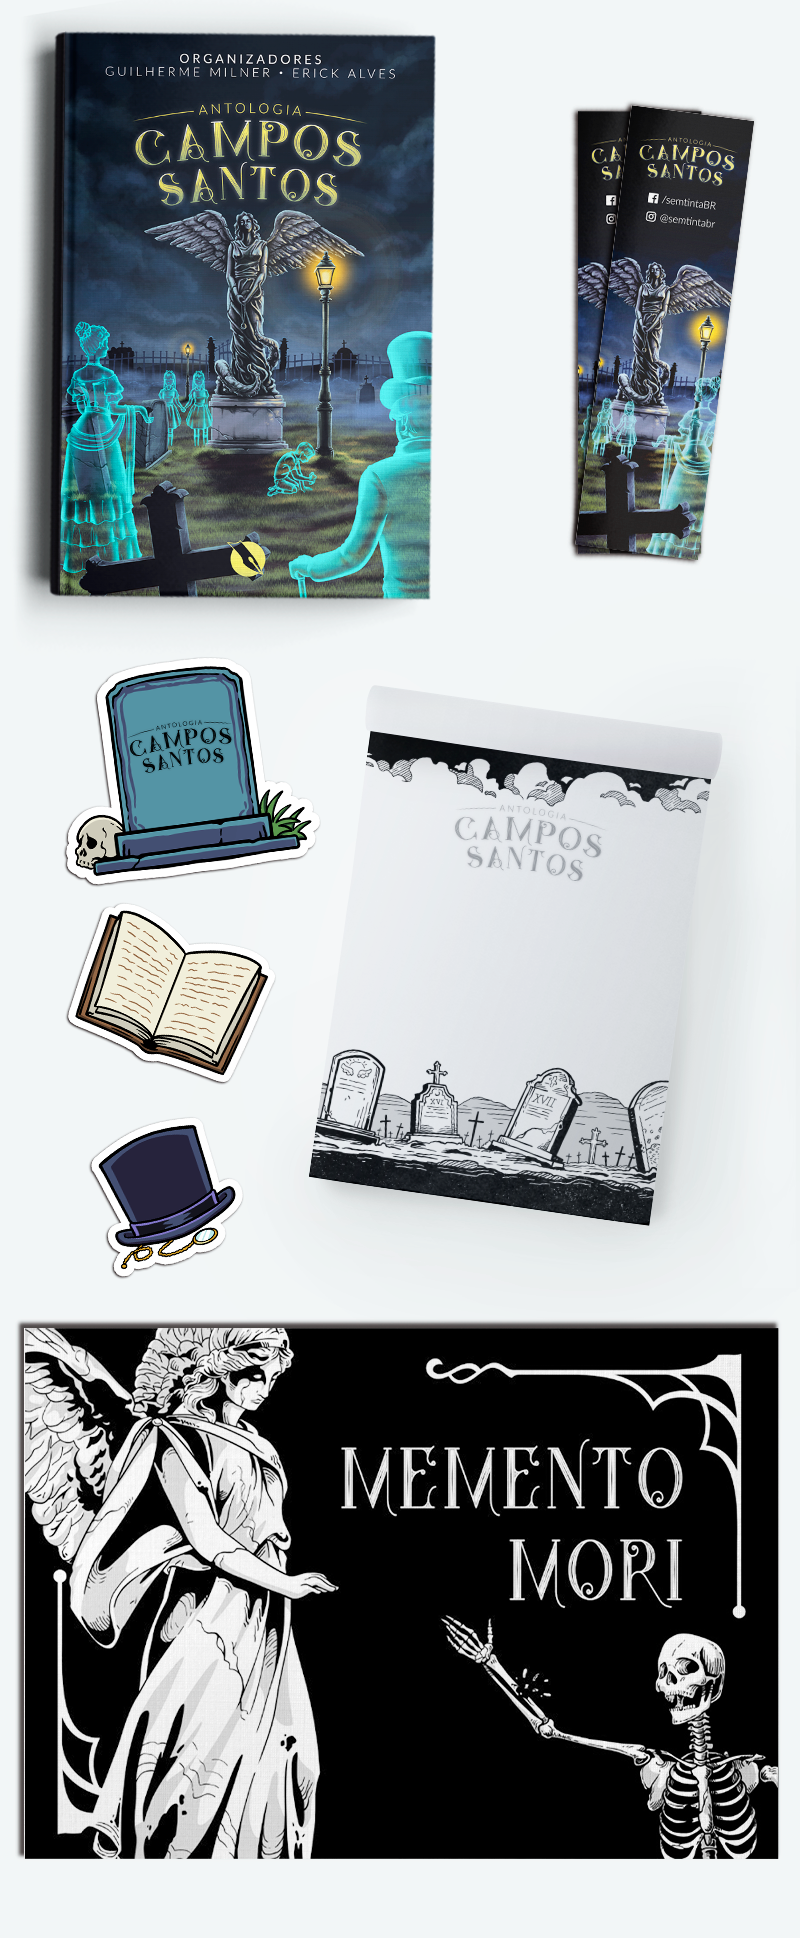 ORGANIZADORES
GUILHERME MILNER • ERICK ALVES
ANTOLOGIA
CAMPOS
SANTOS
ANTOLOGIA
CAMPOS
SANTOS
/semtintaBR
@semtintabr
ANTOLOGIA
CAMPOS
SANTOS
ANTOLOGIA
CAMPOS
SANTOS
XVI
XVII
MEMENTO
MORI